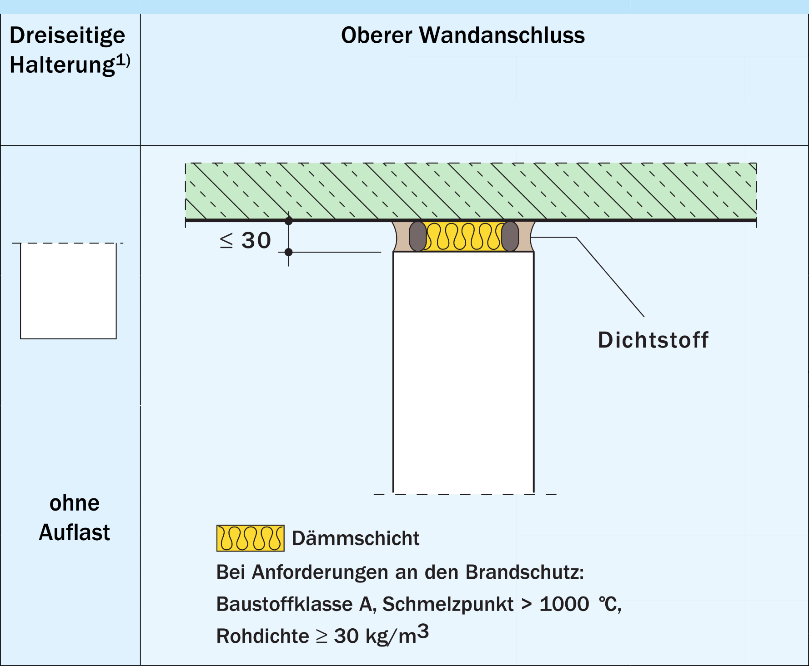 Dreiseitige
Halterung1)
Oberer Wandanschluss
≤ 30
Dichtstoff
ohne
Auflast
Dämmschicht
Bei Anforderungen an den Brandschutz:
Baustoffklasse A, Schmelzpunkt > 1000 °C,
Rohdichte ≥ 30 kg/m3